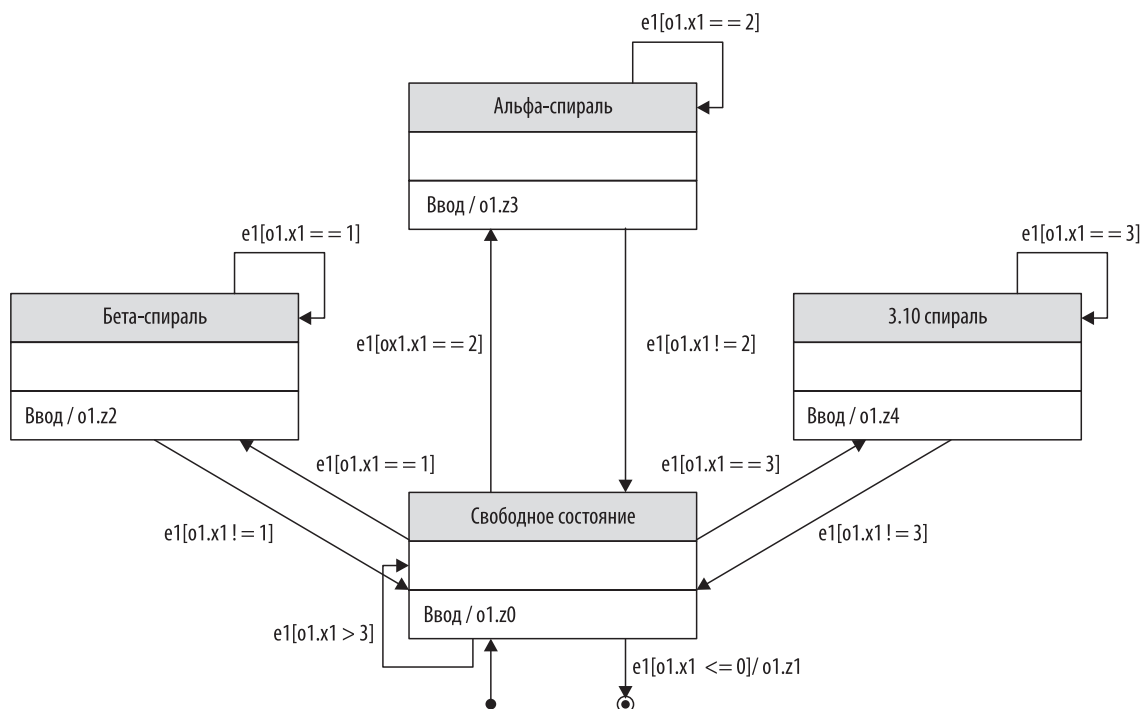 e1[o1.x1 = = 2]
Альфа-спираль
Ввод / o1.z3
e1[o1.x1 = = 1]
e1[o1.x1 = = 3]
Бета-спираль
3.10 спираль
e1[ox1.x1 = = 2]
e1[o1.x1 ! = 2]
Ввод / o1.z2
Ввод / o1.z4
e1[o1.x1 = = 1]
e1[o1.x1 = = 3]
Свободное состояние
e1[o1.x1 ! = 1]
e1[o1.x1 ! = 3]
Ввод / o1.z0
e1[o1.x1 > 3]
e1[o1.x1 <= 0]/ o1.z1